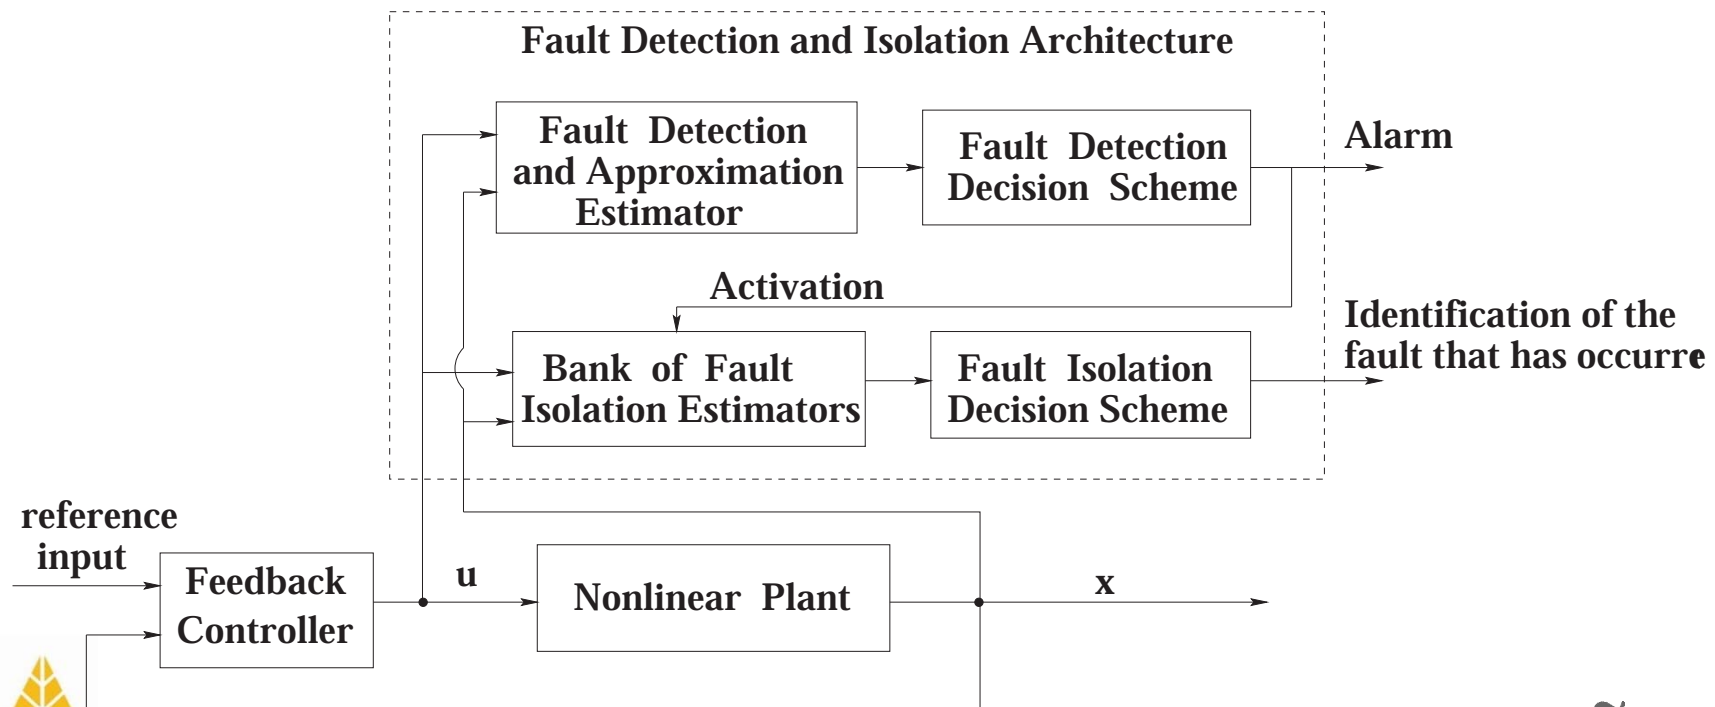 Fault Detection and Isolation Architecture
Fault Detection
and Approximation
Estimator
Fault Detection
Decision Scheme
Alarm
Activation
Bank of Fault
Isolation Estimators
Fault Isolation
Decision Scheme
Identification of the
fault that has occurre
reference
input
Feedback
Controller
u
Nonlinear Plant
x